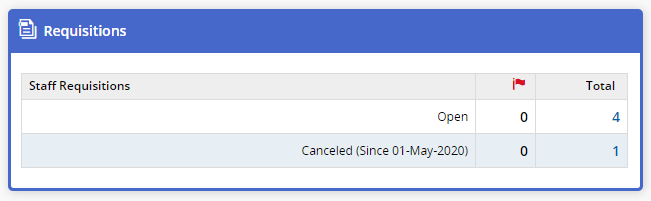 Requisitions
Staff Requisitions Total
Open 0 4
Canceled (Since 01-May-2020) 0 1